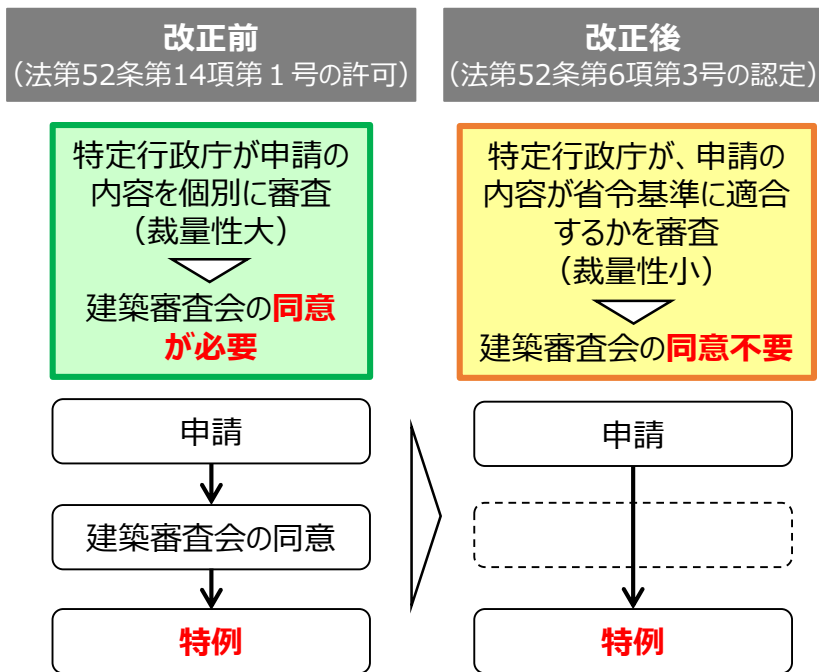 改正前
（法第52条第14項第１号の許可）
特定行政庁が申請の
内容を個別に審査
（裁量性大）
建築審査会の同意
が必要
申請
建築審査会の同意
特例
改正後
（法第52条第6項第3号の認定）
特定行政庁が、申請の
内容が省令基準に適合
するかを審査
（裁量性小）
建築審査会の同意不要
申請
特例